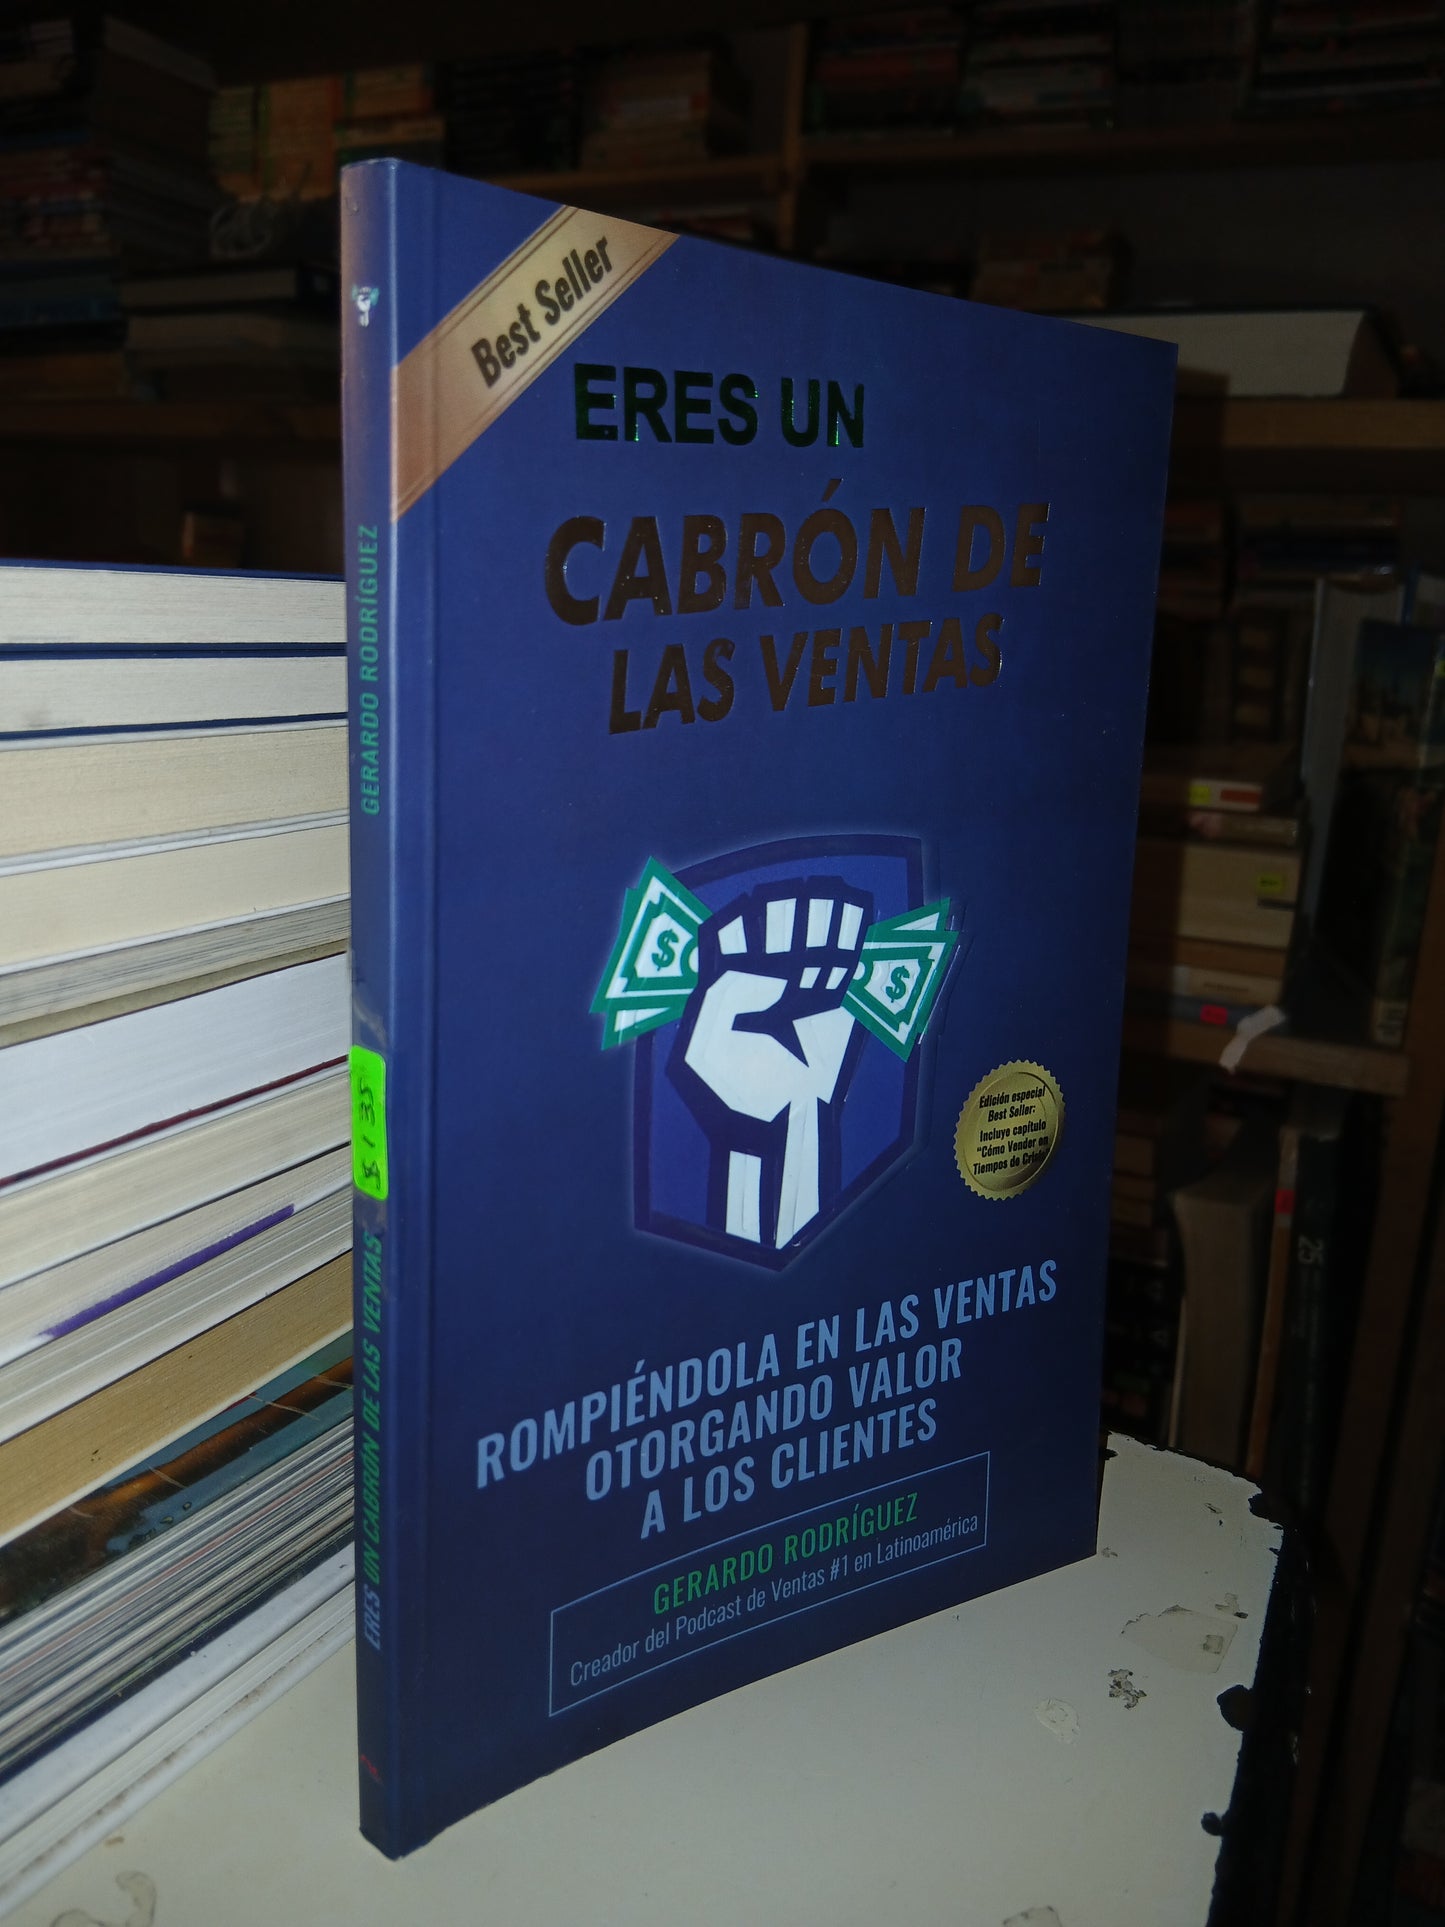 Best Seller
ERES UN
CABRÓN DE
LAS VENTAS
$
$
Edición especial
Best Seller:
Incluye capítulo
"Cómo Vender en
Tiempos de Crisis"
ROMPIÉNDOLA EN LAS VENTAS
OTORGANDO VALOR
A LOS CLIENTES
GERARDO RODRÍGUEZ
Creador del Podcast de Ventas #1 en Latinoamérica
GERARDO RODRÍGUEZ
$ 135
ERES UN CABRÓN DE LAS VENTAS